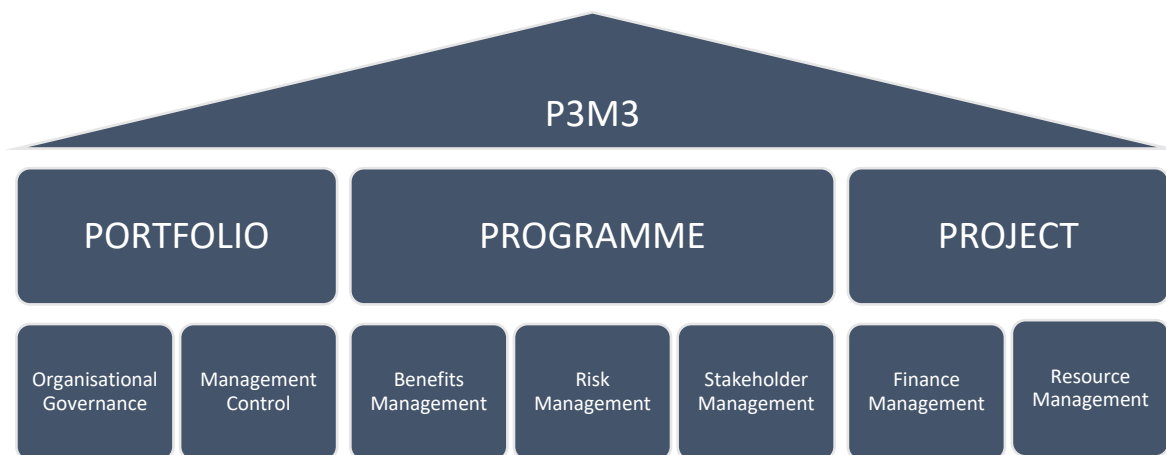 P3M3
PORTFOLIO
PROGRAMME
PROJECT
Organisational
Governance
Management
Control
Benefits
Management
Risk
Management
Stakeholder
Management
Finance
Management
Resource
Management